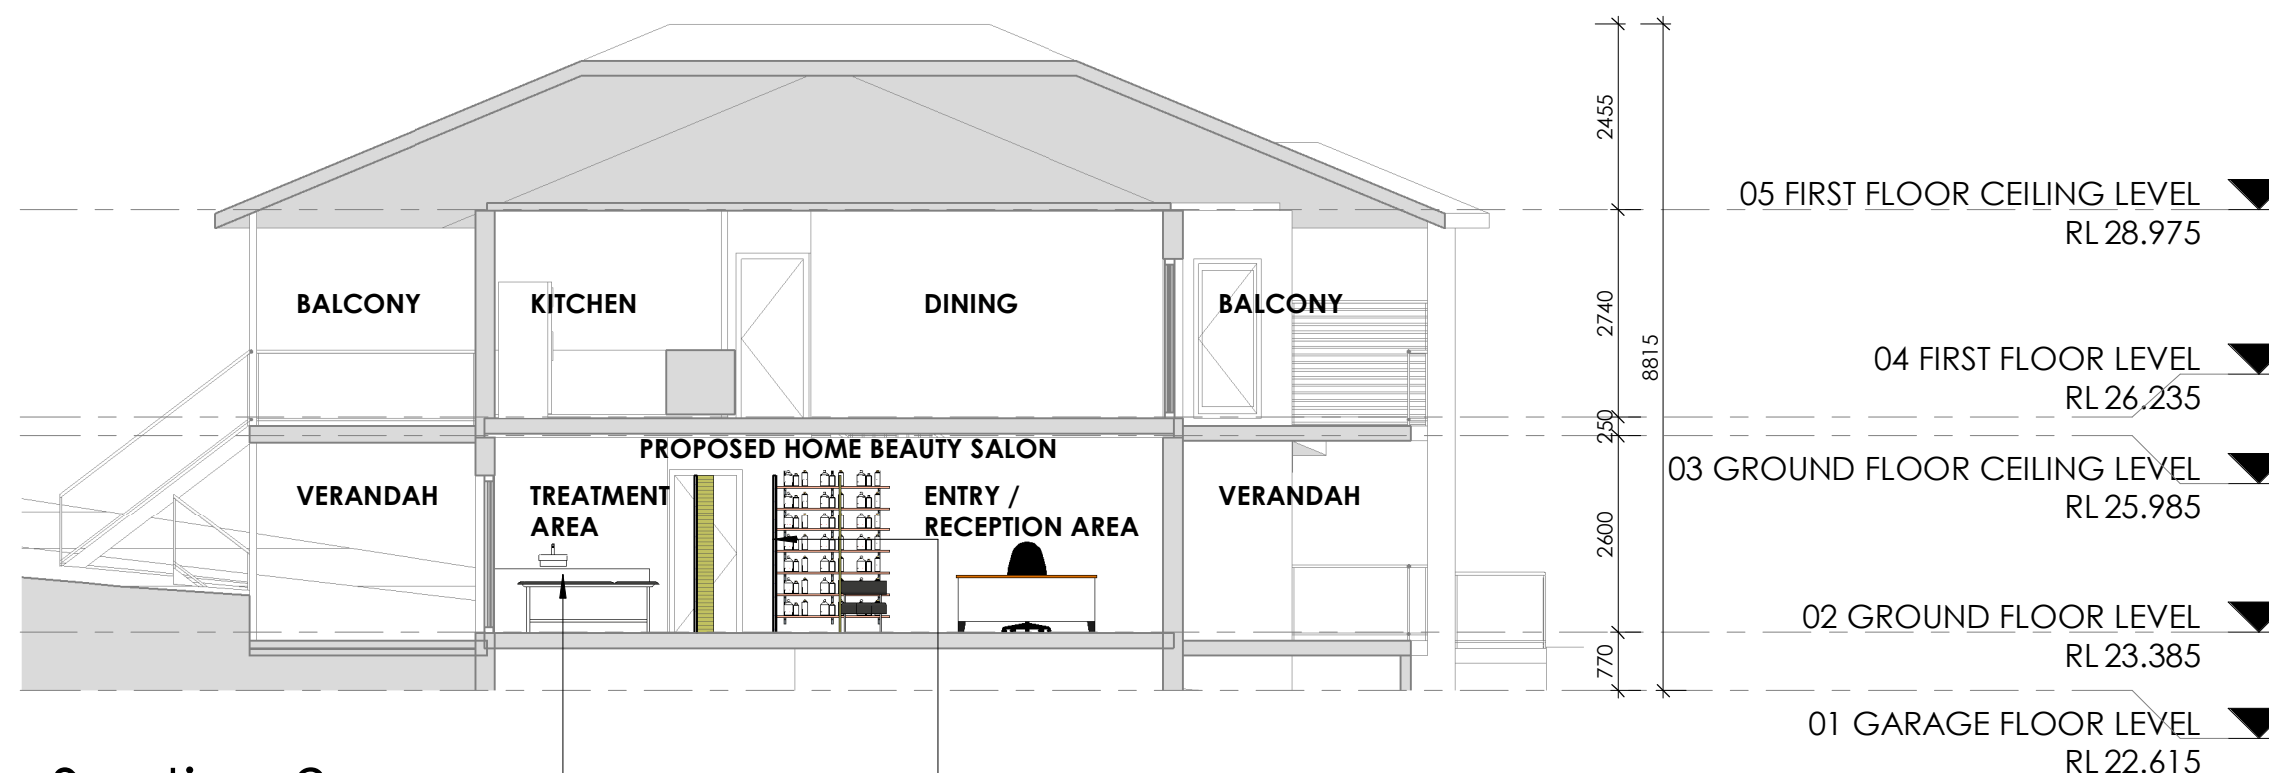 2455
05 FIRST FLOOR CEILING LEVEL
RL 28.975
BALCONY
KITCHEN
DINING
BALCONY
2740
8815
04 FIRST FLOOR LEVEL
RL 26.235
250
PROPOSED HOME BEAUTY SALON
03 GROUND FLOOR CEILING LEVEL
RL 25.985
VERANDAH
TREATMENT
AREA
ENTRY /
RECEPTION AREA
VERANDAH
2600
02 GROUND FLOOR LEVEL
RL 23.385
770
01 GARAGE FLOOR LEVEL
RL 22.615